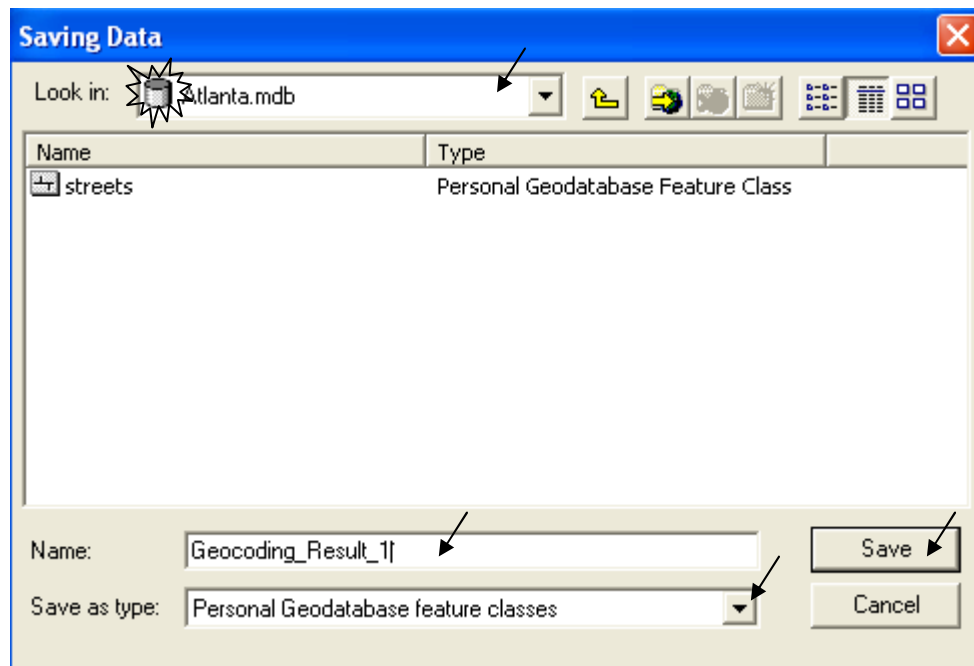 Saving Data
Look in: Atlanta.mdb
Name Type
streets Personal Geodatabase Feature Class
Name: Geocoding_Result_1
Save
Save as type: Personal Geodatabase feature classes
Cancel